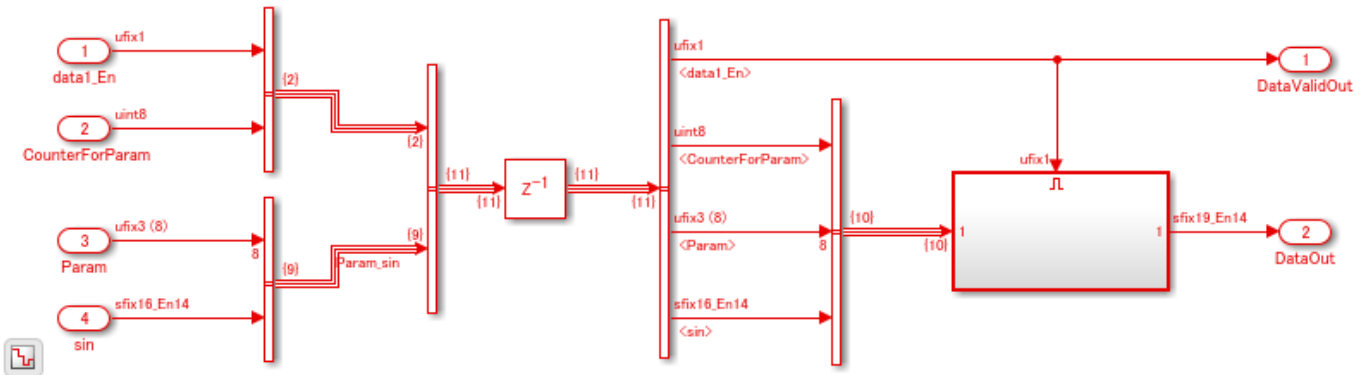 1
ufix1
data1_En
2
uint8
CounterForParam
{2}
{2}
3
ufix3 (8)
8
Param
4
sfix16_En14
sin
{9}
{9}
Param_sin
{11}
{11}
Z-1
{11}
{11}
ufix1
<data1_En>
uint8
<CounterForParam>
ufix3 (8)
8
<Param>
sfix16_En14
<sin>
{10}
{10}
ufix1
1
1
sfix19_En14
1
DataValidOut
2
DataOut